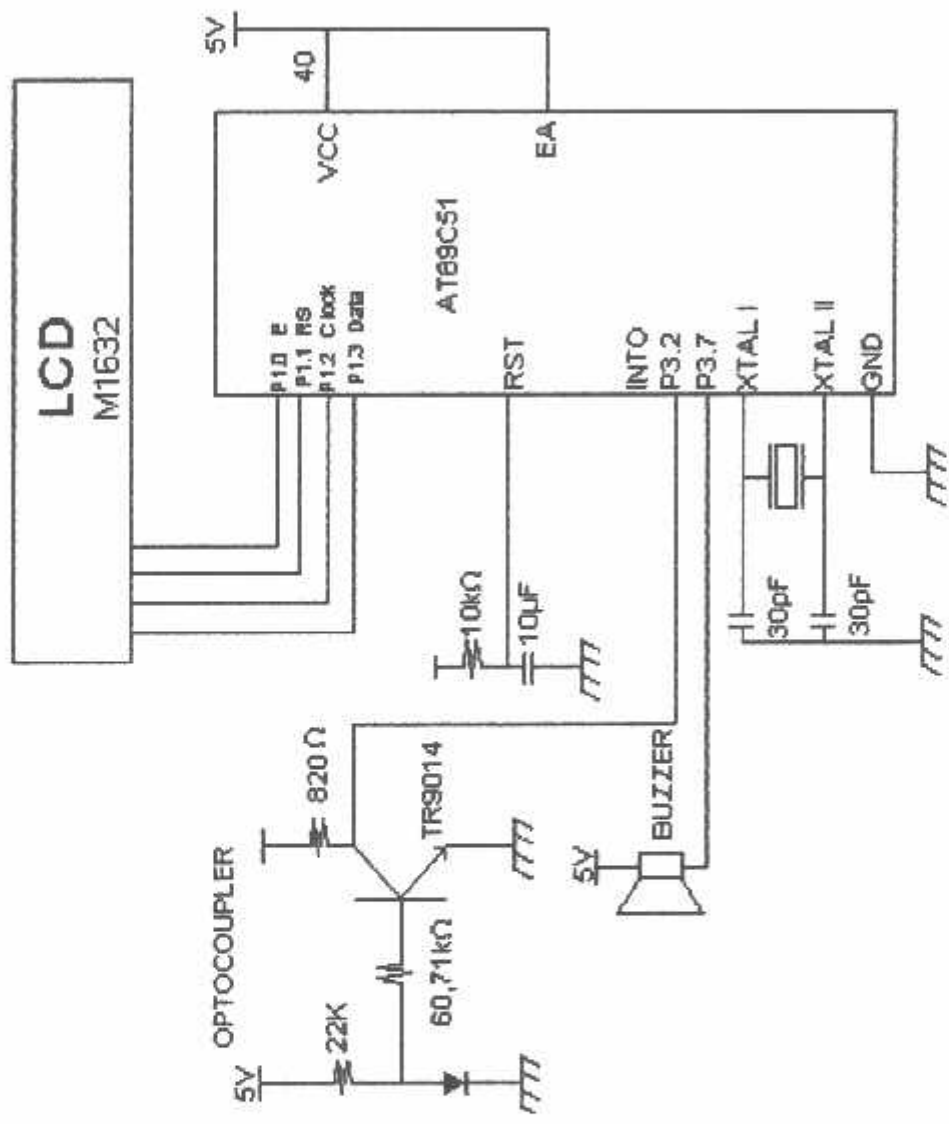 LCD
M1632
5V
40
VCC
EA
P1.0 E
P1.1 RS
P1.2 Clock
P1.3 Data
AT89C51
RST
INTO
P3.2
P3.7
XTAL I
XTAL II
GND
10kΩ
10µF
30pF
30pF
OPTOCOUPLER
820 Ω
TR9014
5V
22K
60,71kΩ
5V
BUZZER